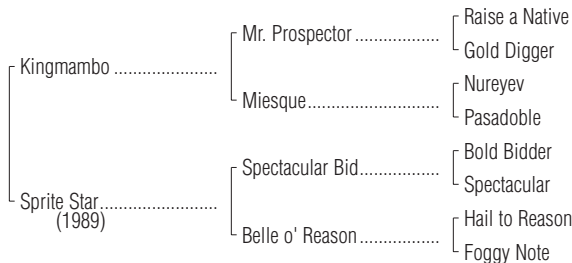 Raise a Native
Mr. Prospector ..................
Gold Digger
Kingmambo ......................
Nureyev
Miesque............................
Pasadoble
Bold Bidder
Spectacular Bid.................
Spectacular
Sprite Star.........................
(1989)
Hail to Reason
Belle o' Reason .................
Foggy Note